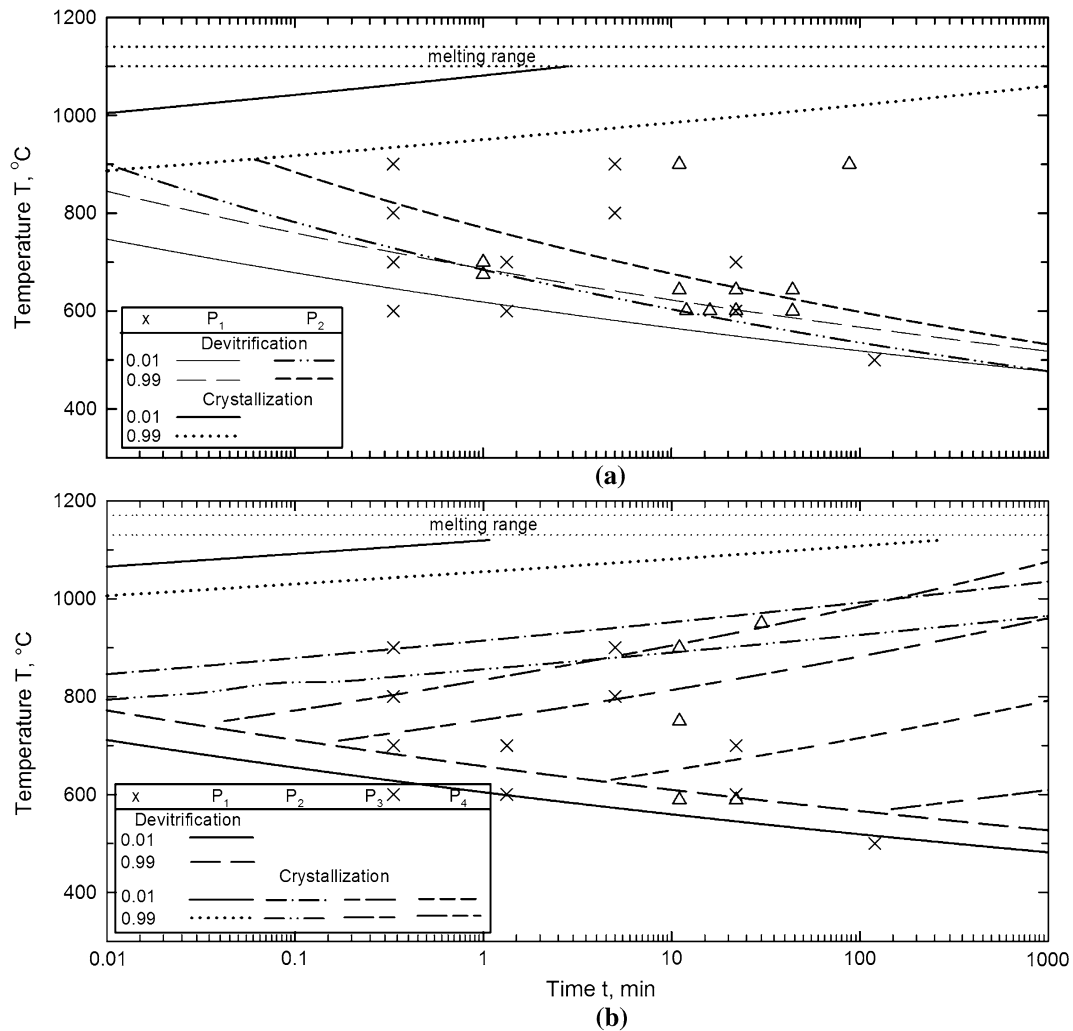 1200
1000
800
600
400
Temperature T, °C
melting range
x P1 P2
Devitrification
0.01
0.99
Crystallization
0.01
0.99
(a)
1200
1000
800
600
400
Temperature T, °C
melting range
x P1 P2 P3 P4
Devitrification
0.01
0.99
Crystallization
0.01
0.99
0.01 0.1 1 10 100 1000
Time t, min
(b)